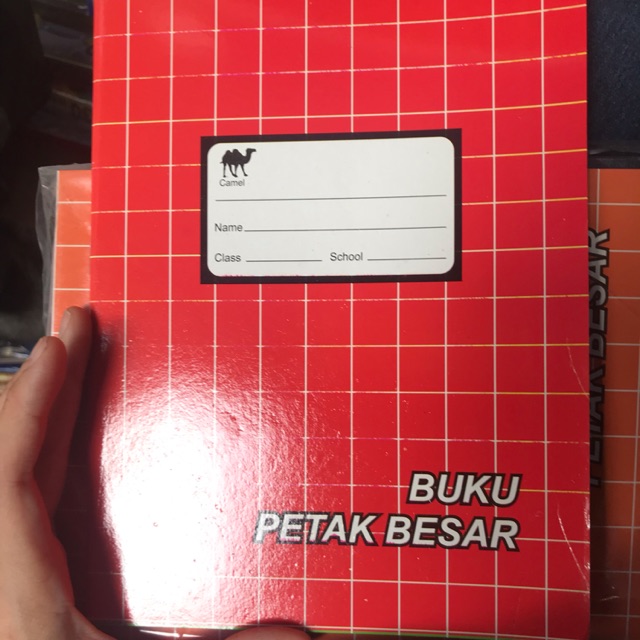 Camel
Name
Class School
BUKU
PETAK BESAR
PETAK BESAR